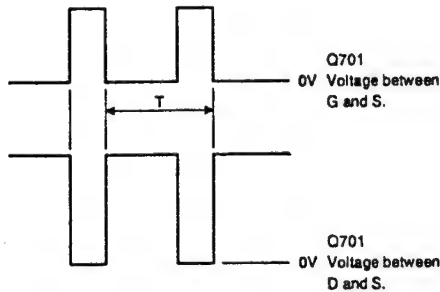 Q701
0V Voltage between
G and S.
T
Q701
0V Voltage between
D and S.